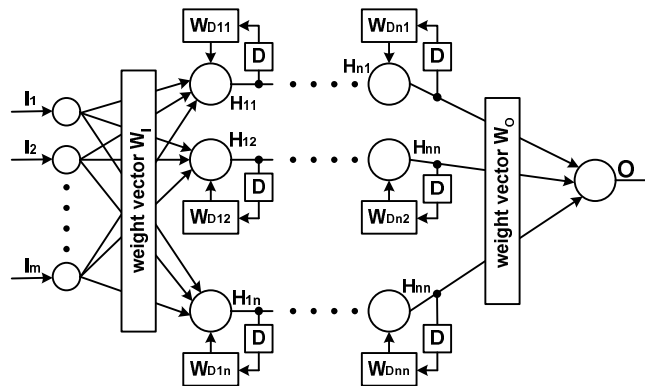 WD11
D
WDn1
D
I1
H11
Hn1
I2
H12
Hnn
O
D
D
WD12
WDn2
Im
weight vector WI
weight vector WO
H1n
Hnn
D
D
WD1n
WDnn